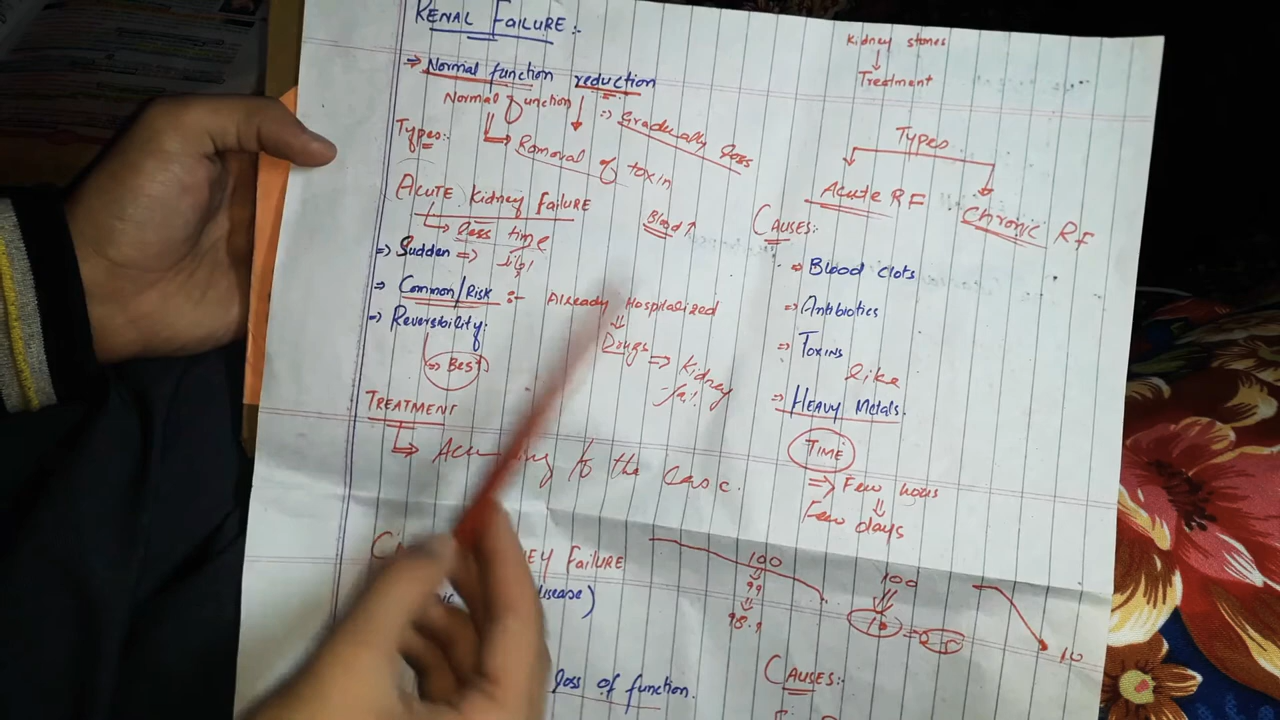 RENAL FAILURE:-
Kidney stones
Treatment
⇒ Normal function reduction
Normal function
⇒ Gradually loss
Removal of toxin
Types:-
Types
Acute RF
Chronic RF
ACUTE Kidney FAILURE
less time
⇒ Sudden ⇒
Blood ↑
⇒ Common/Risk :- Already Hospitalized
Drugs ⇒ Kidney
⇒ Reversibility:
⇒ Best
TREATMENT
to the case.
CAUSES:-
⇒ Blood clots
⇒ Antibiotics
⇒ Toxins
like
⇒ HEAVY Metals.
TIME
⇒ Few hours
Few days
FAILURE
disease)
100
99
98.9
100
10
loss of function.
CAUSES:-